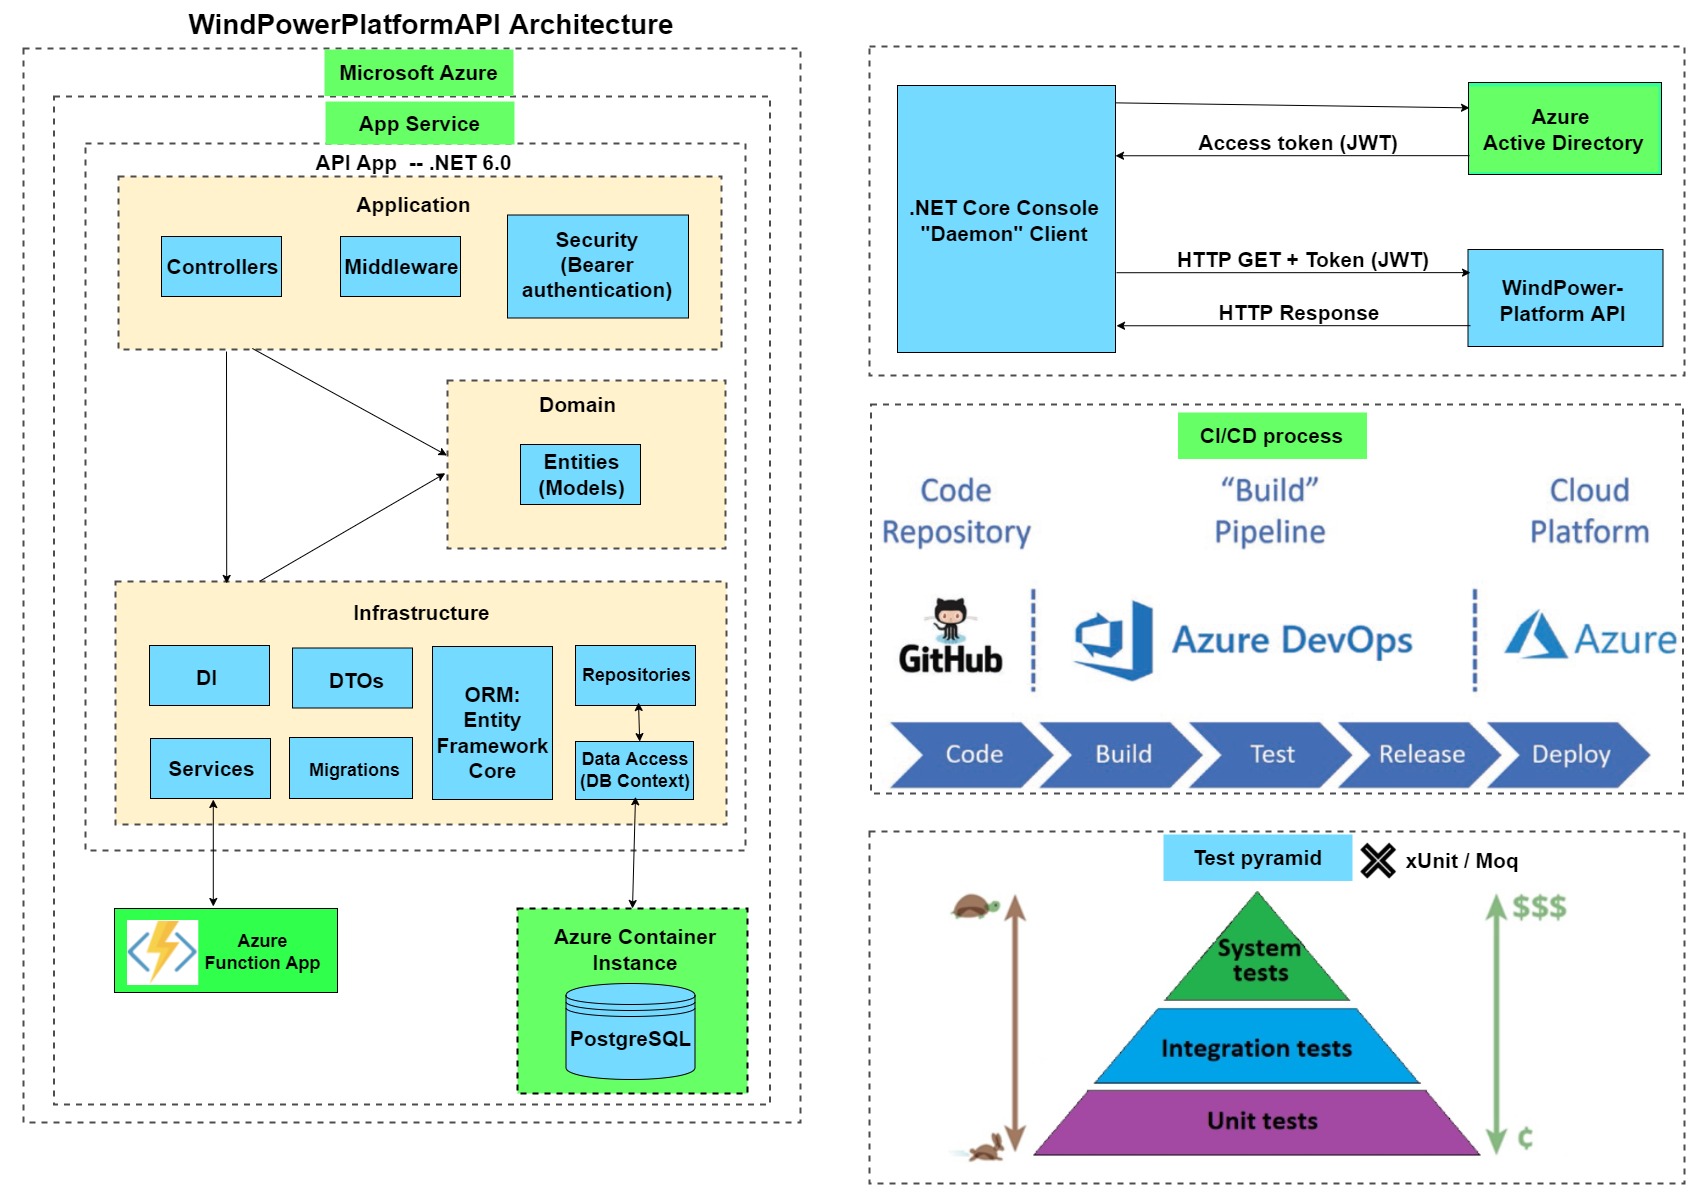 WindPowerPlatformAPI Architecture
Microsoft Azure
App Service
API App -- .NET 6.0
Application
Controllers
Middleware
Security
(Bearer
authentication)
Domain
Entities
(Models)
Infrastructure
DI
DTOs
ORM:
Entity
Framework
Core
Repositories
Services
Migrations
Data Access
(DB Context)
Azure
Function App
Azure Container
Instance
PostgreSQL
.NET Core Console
"Daemon" Client
Azure
Active Directory
Access token (JWT)
HTTP GET + Token (JWT)
WindPower-
Platform API
HTTP Response
CI/CD process
Code
Repository
“Build”
Pipeline
Cloud
Platform
GitHub
Azure DevOps
Azure
Code
Build
Test
Release
Deploy
Test pyramid
xUnit / Moq
$$$
System
tests
Integration tests
Unit tests
¢